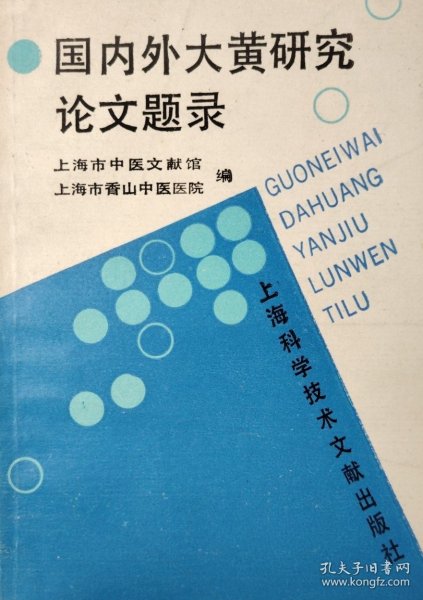 国内外大黄研究
论文题录
上海市中医文献馆
上海市香山中医医院
编
GUONEIWAI
DAHUANG
YANJIU
LUNWEN
TILU
上海科学技术文献出版社
孔夫子旧书网
www.kongfz.com